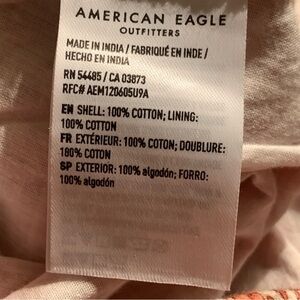 AMERICAN EAGLE
OUTFITTERS
MADE IN INDIA / FABRIQUÉ EN INDE /
HECHO EN INDIA
RN 54485 / CA 03873
RFC# AEM120605U9A
EN SHELL: 100% COTTON; LINING:
100% COTTON
FR EXTÉRIEUR: 100% COTON; DOUBLURE:
100% COTON
SP EXTERIOR: 100% algodón; FORRO:
100% algodón